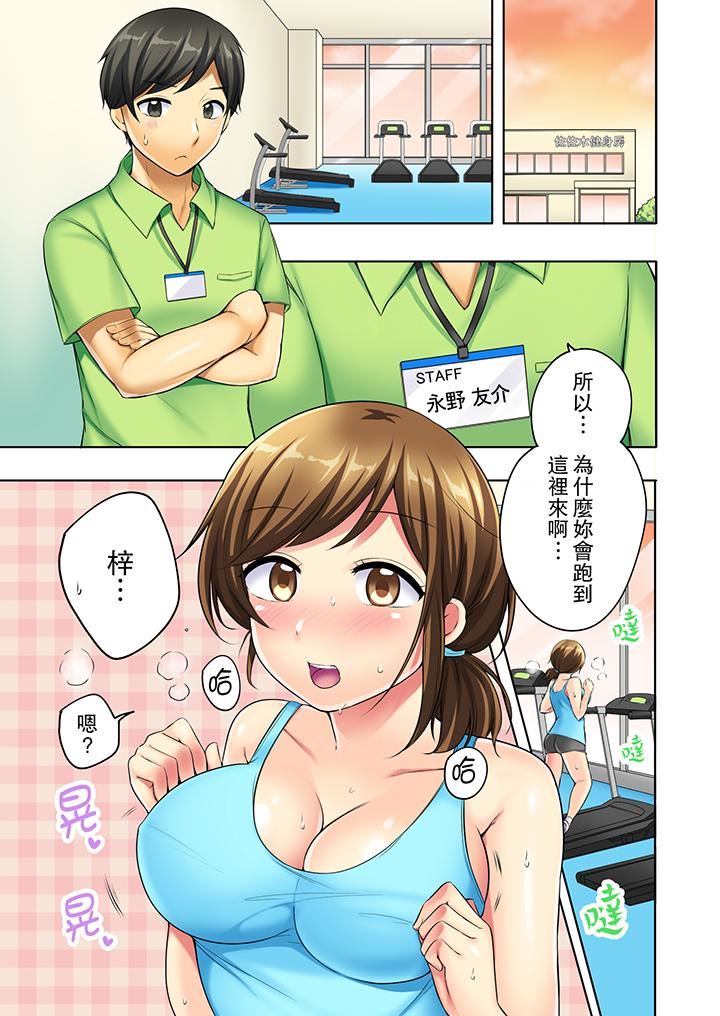 佐佐木健身房
STAFF
永野 友介
所以…
為什麼妳會跑到
這裡來啊…
噠
噠
噠
梓…
哈
哈
嗯?
晃
晃